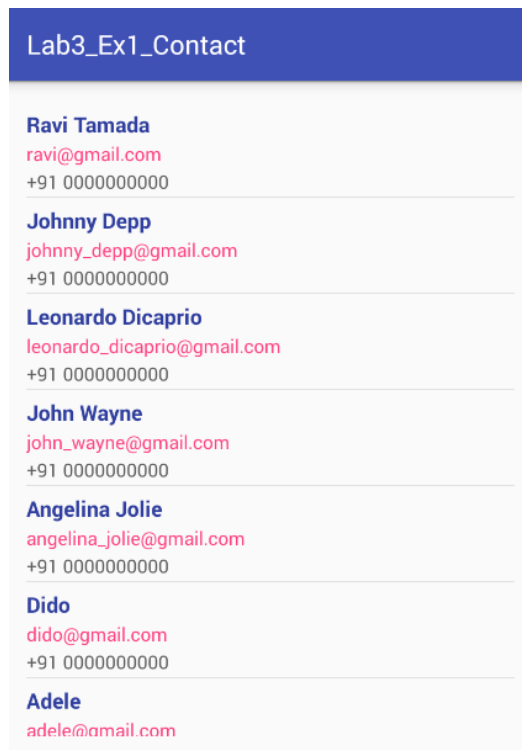 Lab3_Ex1_Contact
Ravi Tamada
ravi@gmail.com
+91 0000000000
Johnny Depp
johnny_depp@gmail.com
+91 0000000000
Leonardo Dicaprio
leonardo_dicaprio@gmail.com
+91 0000000000
John Wayne
john_wayne@gmail.com
+91 0000000000
Angelina Jolie
angelina_jolie@gmail.com
+91 0000000000
Dido
dido@gmail.com
+91 0000000000
Adele
adele@gmail.com